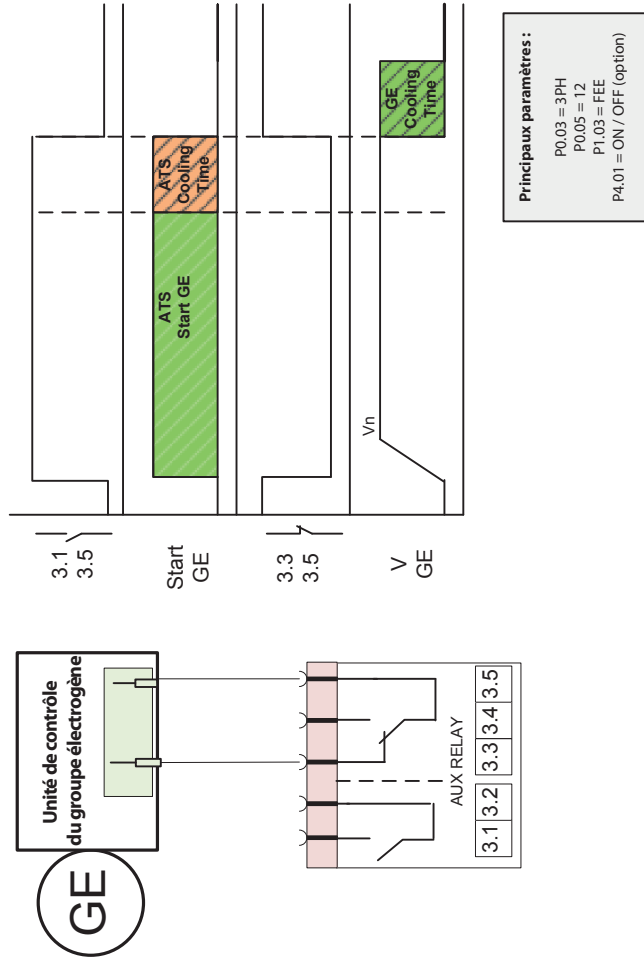 GE
Unité de contrôle
du groupe électrogène
AUX RELAY
3.1 3.2 3.3 3.4 3.5
3.1
3.5
Start
GE
3.3
3.5
V
GE
ATS
Start GE
ATS
Cooling
Time
Vn
GE
Cooling
Time
Principaux paramètres :
P0.03 = 3PH
P0.05 = 12
P1.03 = FEE
P4.01 = ON / OFF (option)